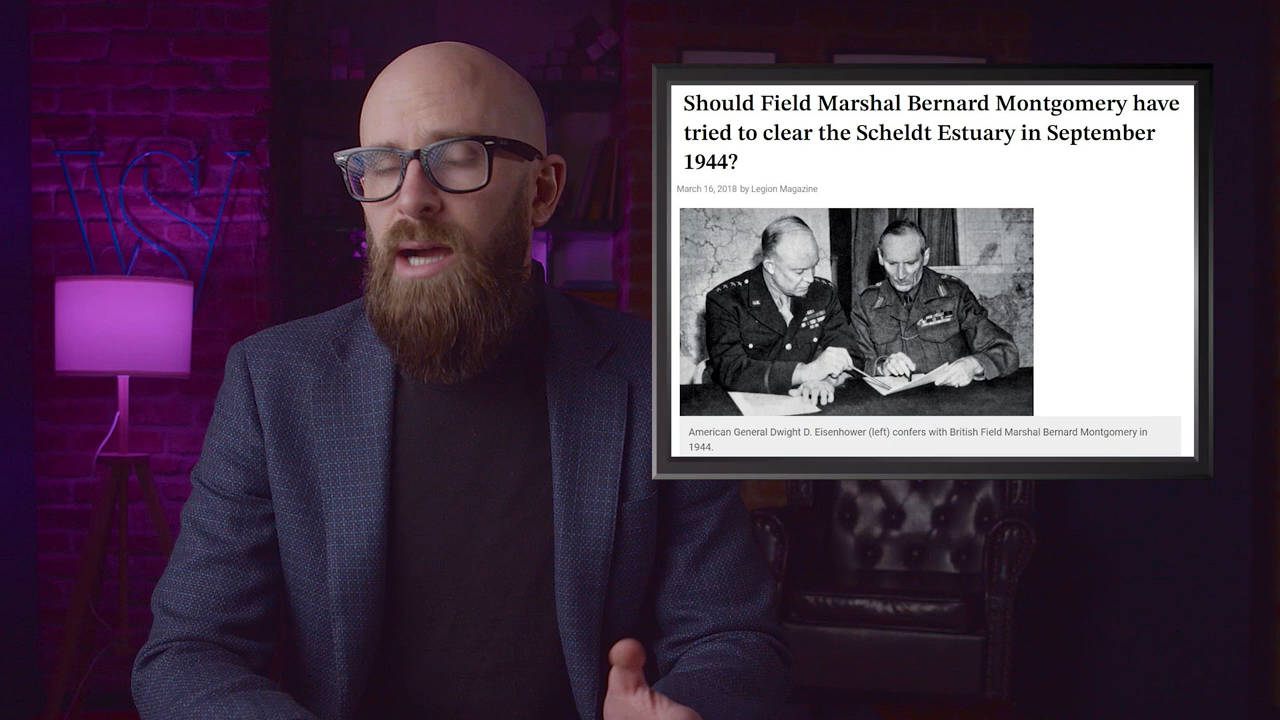 WS
Should Field Marshal Bernard Montgomery have
tried to clear the Scheldt Estuary in September
1944?
March 16, 2018 by Legion Magazine
American General Dwight D. Eisenhower (left) confers with British Field Marshal Bernard Montgomery in
1944.